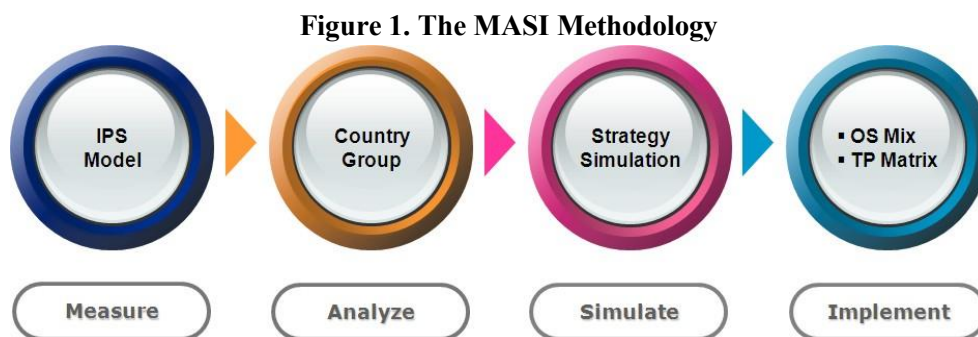 Figure 1. The MASI Methodology
IPS
Model
Country
Group
Strategy
Simulation
▪ OS Mix
▪ TP Matrix
Measure
Analyze
Simulate
Implement